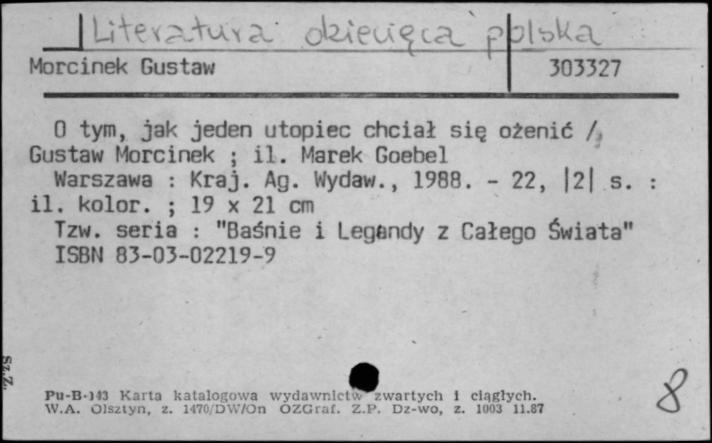 Literatura dziecięca polska
Morcinek Gustaw 303327
O tym, jak jeden utopiec chciał się ożenić /
Gustaw Morcinek ; il. Marek Goebel
Warszawa : Kraj. Ag. Wydaw., 1988. - 22, |2| s. :
il. kolor. ; 19 x 21 cm
Tzw. seria : "Baśnie i Legendy z Całego Świata"
ISBN 83-03-02219-9
Sz.Z.
Pu-B-143 Karta katalogowa wydawnictw zwartych i ciągłych.
W.A. Olsztyn, z. 1470/DW/On OZGraf. Z.P. Dz-wo, z. 1003 11.87
8